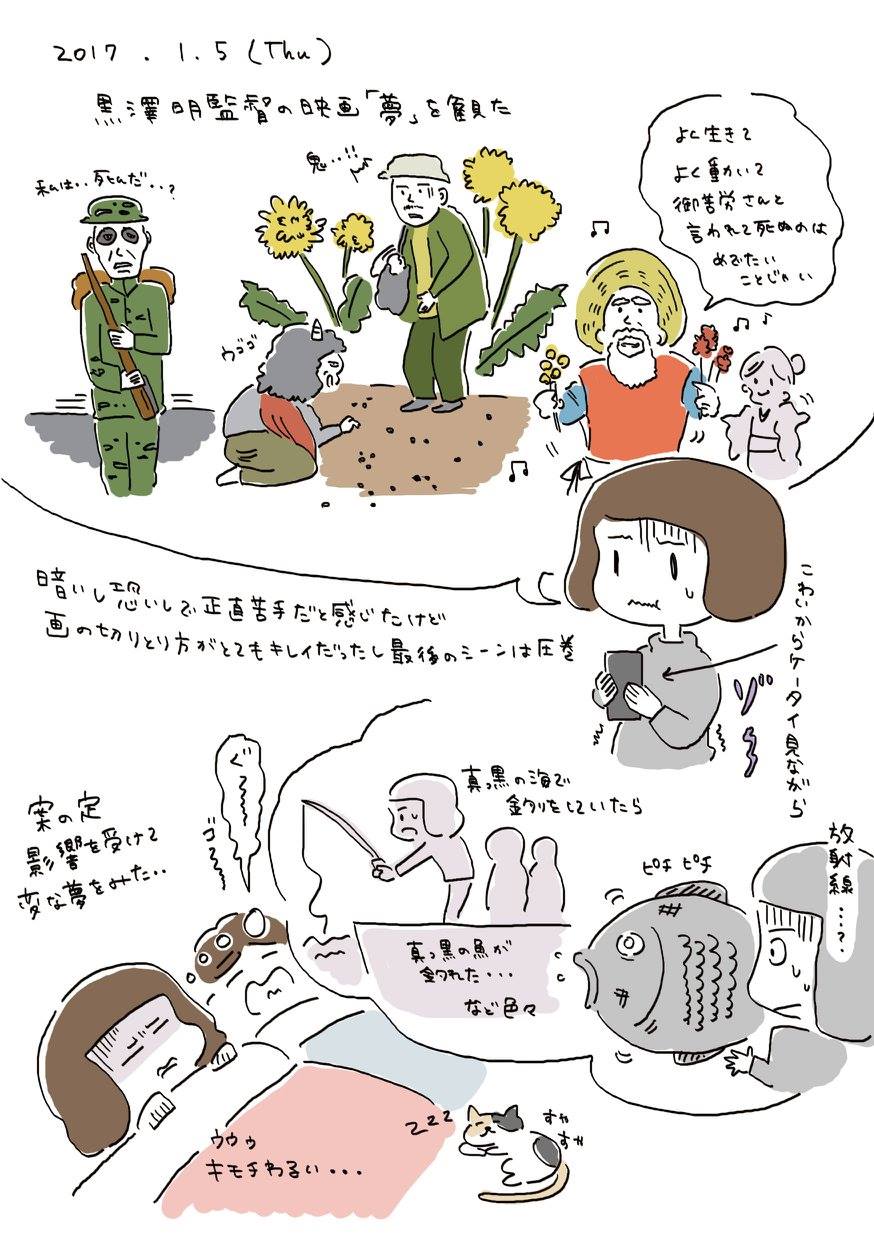 2017.1.5 (Thu)
黒澤明監督の映画「夢」を観た
私は‥死んだ‥?
鬼…!!
ウゴゴ
よく生きて
よく動いて
御苦労さんと
言われて死ぬのは
めでたい
ことじゃい
暗いし恐いしで正直苦手だと感じたけど
画の切りとり方がとてもキレイだったし最後のシーンは圧巻
こわいからケータイ見ながら
ゾ〜
案の定
影響を受けて
変な夢をみた‥
ぐ〜
ゴ〜
真っ黒の海で
釣りをしていたら
真っ黒の魚が
釣れた・・・
など色々
ピチピチ
放射線…?
ウウゥ
キモチわるい・・・
zzz
すや
すや